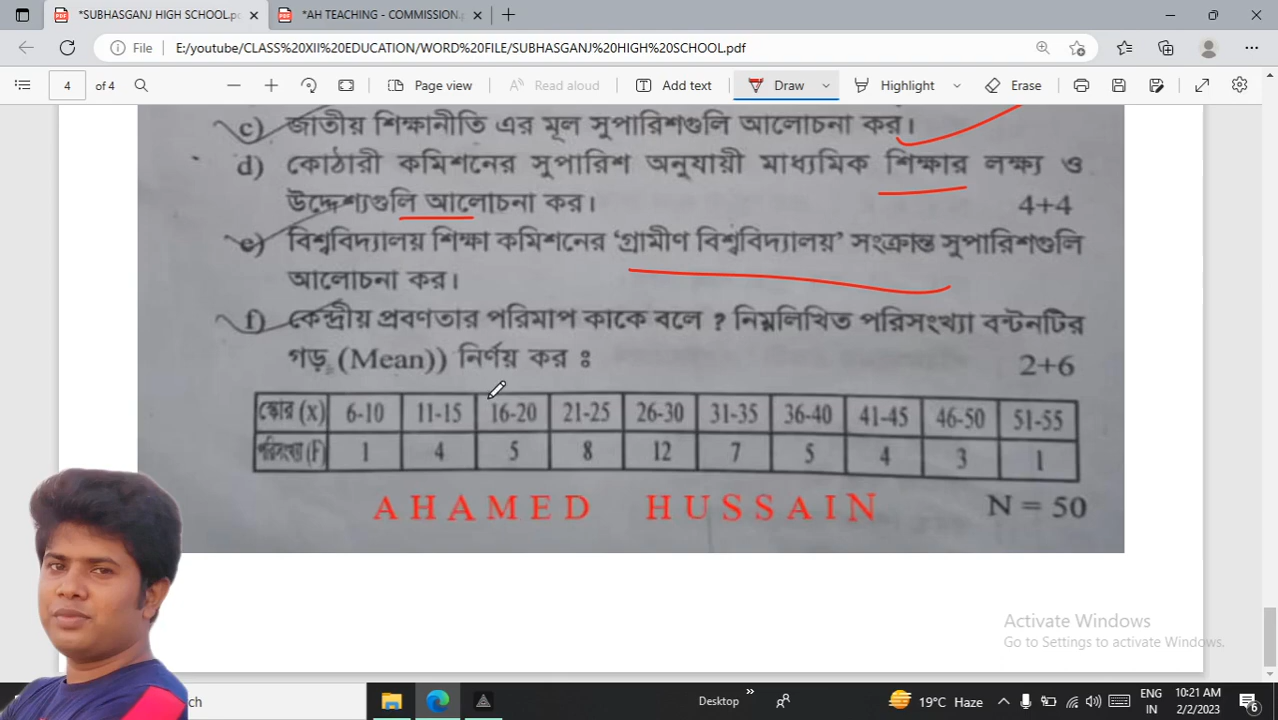 *SUBHASGANJ HIGH SCHOOL.pdf
*AH TEACHING - COMMISSION.
File E:/youtube/CLASS%20XII%20EDUCATION/WORD%20FILE/SUBHASGANJ%20HIGH%20SCHOOL.pdf
4 of 4 Page view Read aloud Add text Draw Highlight Erase
c) জাতীয় শিক্ষানীতি এর মূল সুপারিশগুলি আলোচনা কর।
d) কোঠারী কমিশনের সুপারিশ অনুযায়ী মাধ্যমিক শিক্ষার লক্ষ্য ও
উদ্দেশ্যগুলি আলোচনা কর। 4+4
e) বিশ্ববিদ্যালয় শিক্ষা কমিশনের ‘গ্রামীণ বিশ্ববিদ্যালয়’ সংক্রান্ত সুপারিশগুলি
আলোচনা কর।
f) কেন্দ্রীয় প্রবণতার পরিমাপ কাকে বলে ? নিম্নলিখিত পরিসংখ্যা বন্টনটির
গড় (Mean)) নির্ণয় কর ঃ 2+6
স্কোর (x) 6-10 11-15 16-20 21-25 26-30 31-35 36-40 41-45 46-50 51-55
পরিসংখ্যা (F) 1 4 5 8 12 7 5 4 3 1
AHAMED HUSSAIN N = 50
Activate Windows
Go to Settings to activate Windows.
rch Desktop 19°C Haze ENG IN 10:21 AM 2/2/2023 6